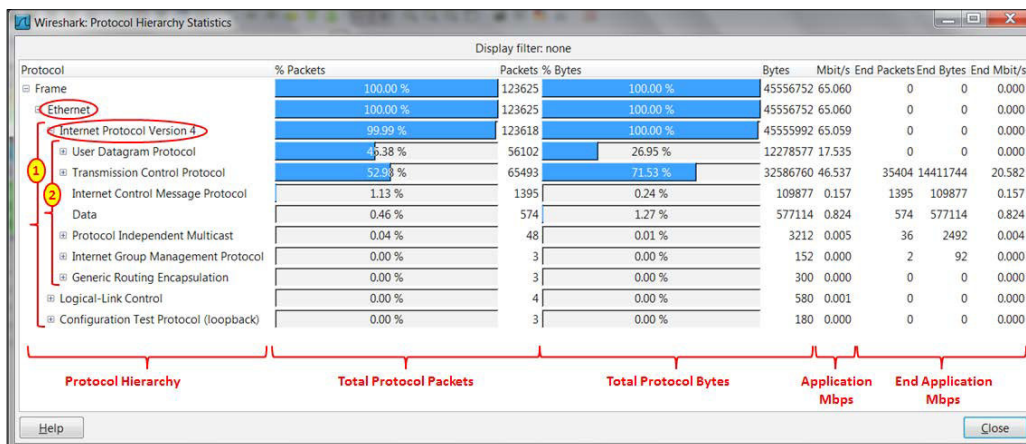 Wireshark: Protocol Hierarchy Statistics
Display filter: none
Protocol % Packets Packets % Bytes Bytes Mbit/s End Packets End Bytes End Mbit/s
Frame 100.00 % 123625 100.00 % 45556752 65.060 0 0 0.000
Ethernet 100.00 % 123625 100.00 % 45556752 65.060 0 0 0.000
Internet Protocol Version 4 99.99 % 123618 100.00 % 45555992 65.059 0 0 0.000
User Datagram Protocol 45.38 % 56102 26.95 % 12278577 17.535 0 0 0.000
1 Transmission Control Protocol 52.98 % 65493 71.53 % 32586760 46.537 35404 14411744 20.582
2 Internet Control Message Protocol 1.13 % 1395 0.24 % 109877 0.157 1395 109877 0.157
Data 0.46 % 574 1.27 % 577114 0.824 574 577114 0.824
Protocol Independent Multicast 0.04 % 48 0.01 % 3212 0.005 36 2492 0.004
Internet Group Management Protocol 0.00 % 3 0.00 % 152 0.000 2 92 0.000
Generic Routing Encapsulation 0.00 % 3 0.00 % 300 0.000 0 0 0.000
Logical-Link Control 0.00 % 4 0.00 % 580 0.001 0 0 0.000
Configuration Test Protocol (loopback) 0.00 % 3 0.00 % 180 0.000 0 0 0.000
Protocol Hierarchy Total Protocol Packets Total Protocol Bytes Application Mbps End Application Mbps
Help Close